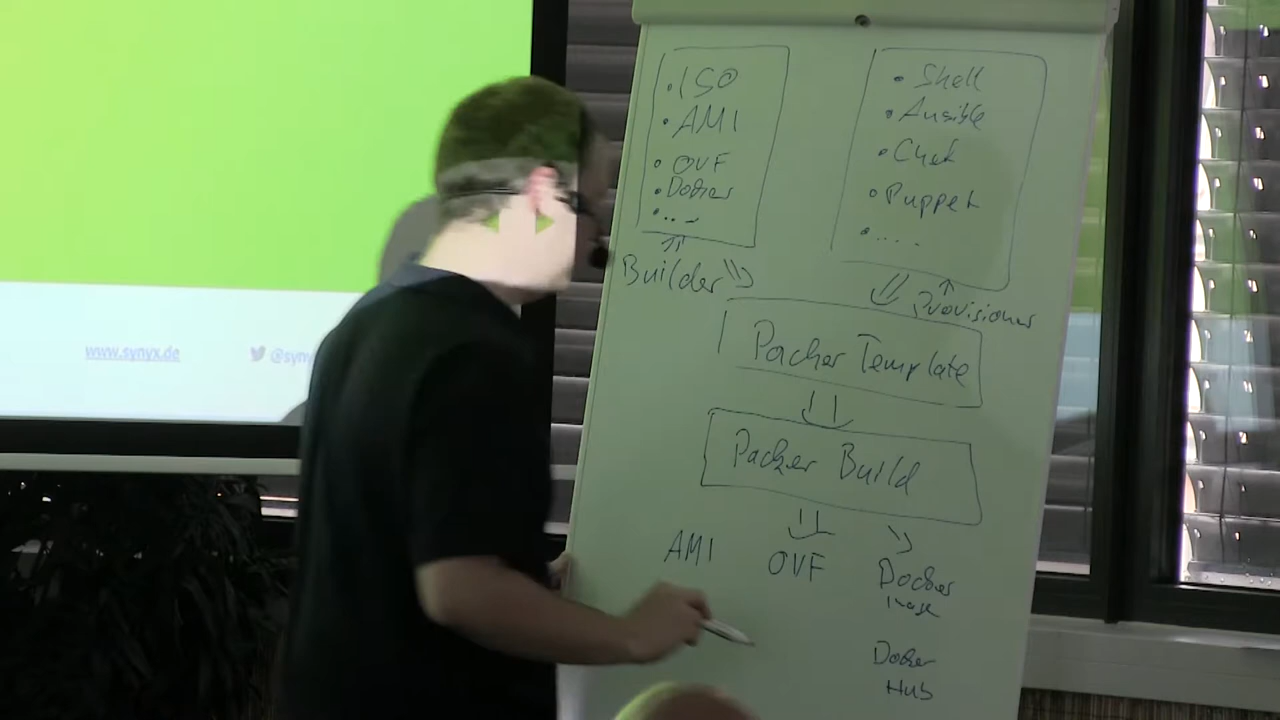 • ISO
• AMI
• OVF
• Docker
• ...
Builder
• Shell
• Ansible
• Chef
• Puppet
• ....
Provisioner
Packer Template
Packer Build
AMI
OVF
Docker
Image
Docker
Hub
www.synyx.de
@syn